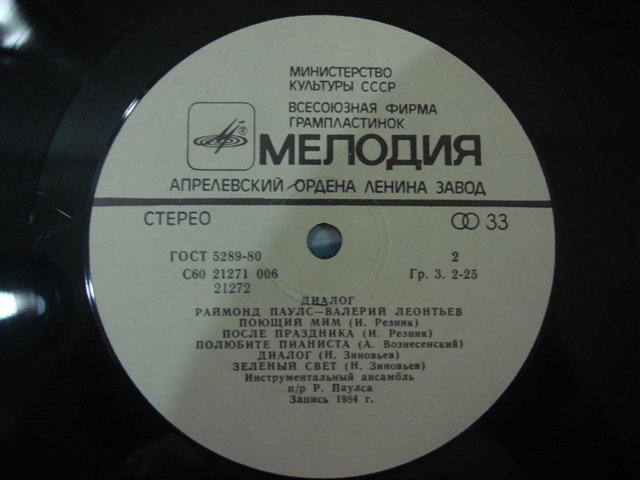 МИНИСТЕРСТВО
КУЛЬТУРЫ СССР
ВСЕСОЮЗНАЯ ФИРМА
ГРАМПЛАСТИНОК
® МЕЛОДИЯ
АПРЕЛЕВСКИЙ ОРДЕНА ЛЕНИНА ЗАВОД
СТЕРЕО 33
ГОСТ 5289-80 2
С60 21271 006 Гр. 3. 2-25
21272
ДИАЛОГ
РАЙМОНД ПАУЛС—ВАЛЕРИЙ ЛЕОНТЬЕВ
ПОЮЩИЙ МИМ (И. Резник)
ПОСЛЕ ПРАЗДНИКА (И. Резник)
ПОЛЮБИТЕ ПИАНИСТА (А. Вознесенский)
ДИАЛОГ (Н. Зиновьев)
ЗЕЛЕНЫЙ СВЕТ (Н. Зиновьев)
Инструментальный ансамбль
п/р Р. Паулса
Запись 1984 г.